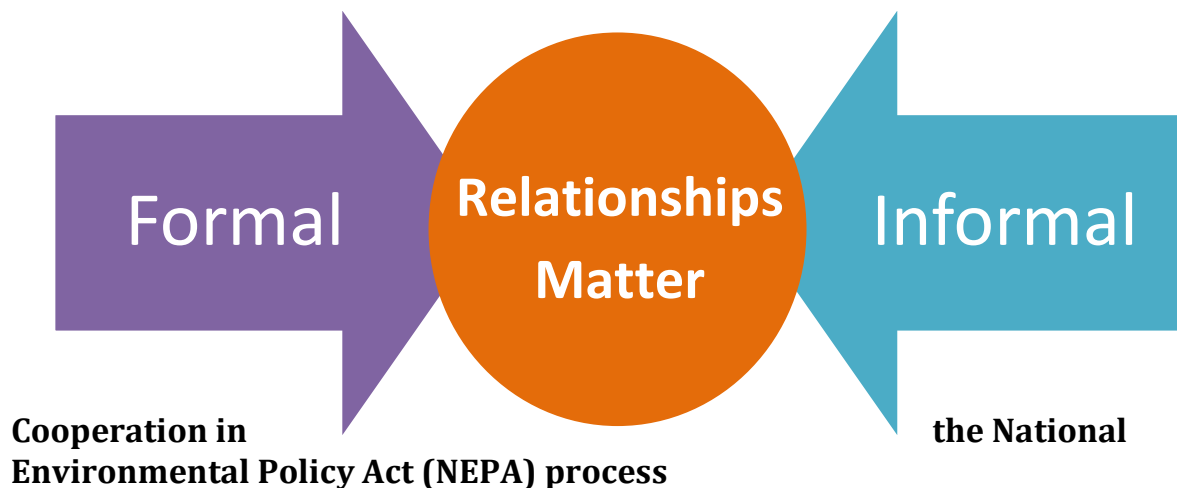 Formal
Relationships
Matter
Informal
Cooperation in the National
Environmental Policy Act (NEPA) process